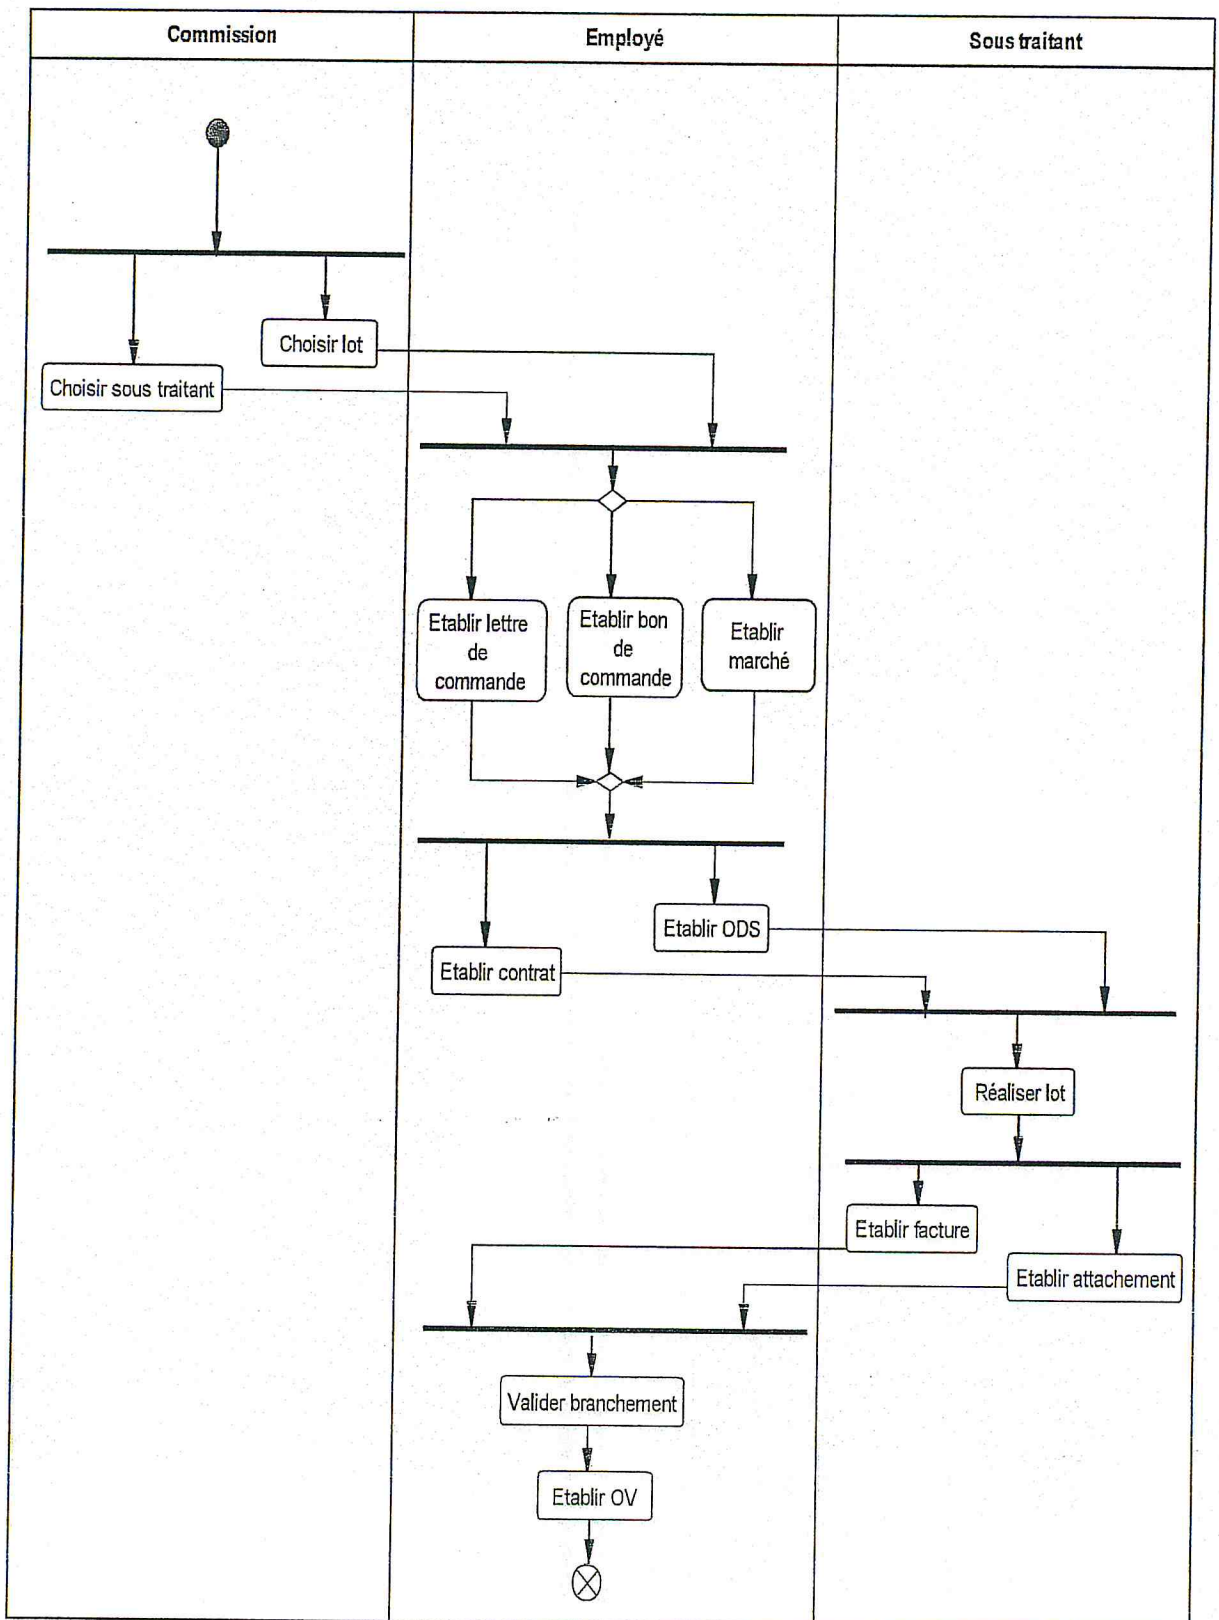 Commission
Employé
Sous traitant
Choisir lot
Choisir sous traitant
Etablir lettre
de
commande
Etablir bon
de
commande
Etablir
marché
Etablir ODS
Etablir contrat
Réaliser lot
Etablir facture
Etablir attachement
Valider branchement
Etablir OV